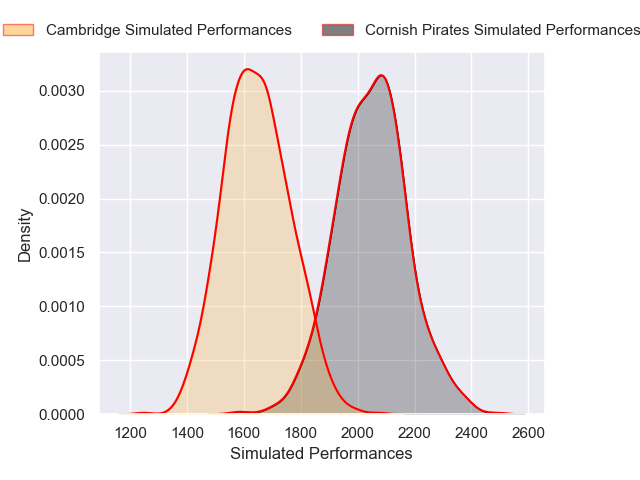 Cambridge Simulated Performances Cornish Pirates Simulated Performances
0.0030
0.0025
0.0020
0.0015
0.0010
0.0005
0.0000
Density
1200 1400 1600 1800 2000 2200 2400 2600
Simulated Performances